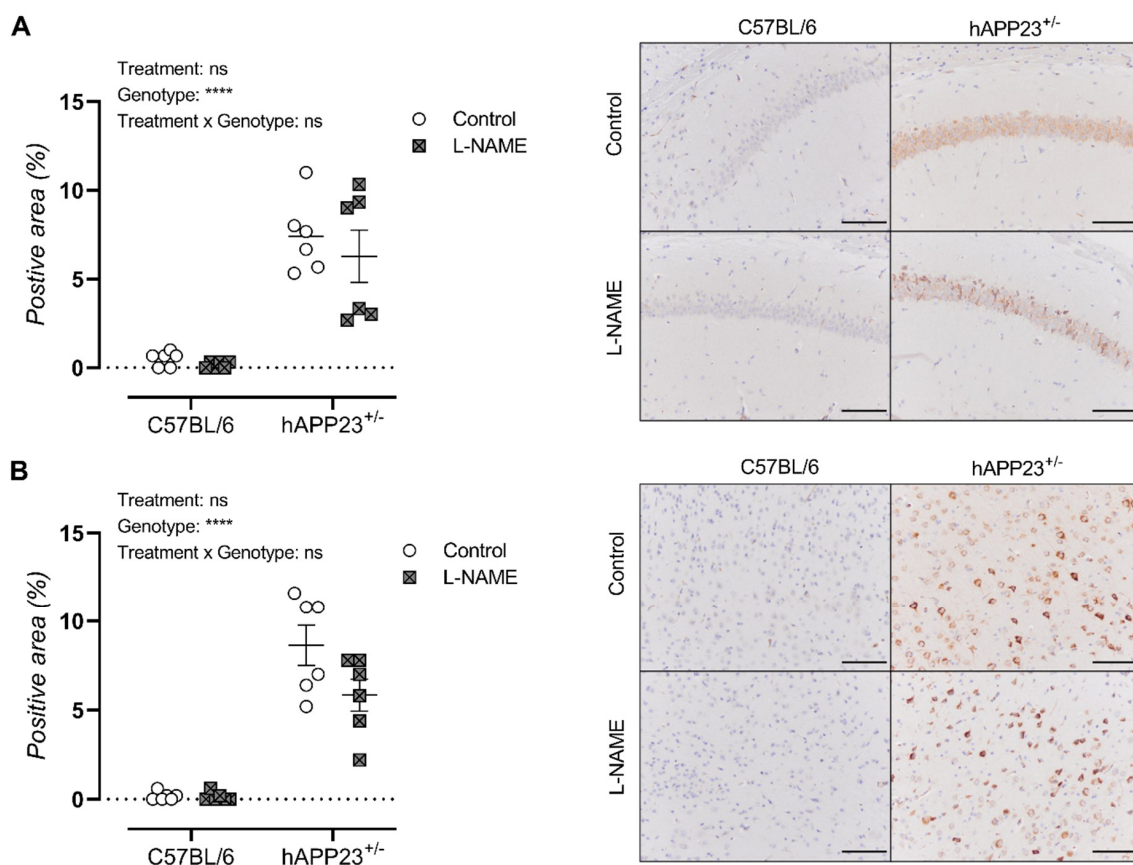 A
Treatment: ns
Genotype: ****
Treatment x Genotype: ns
Postive area (%)
15
10
5
0
Control
L-NAME
C57BL/6
hAPP23+/-
C57BL/6
hAPP23+/-
Control
L-NAME
B
Treatment: ns
Genotype: ****
Treatment x Genotype: ns
Positive area (%)
15
10
5
0
Control
L-NAME
C57BL/6
hAPP23+/-
C57BL/6
hAPP23+/-
Control
L-NAME